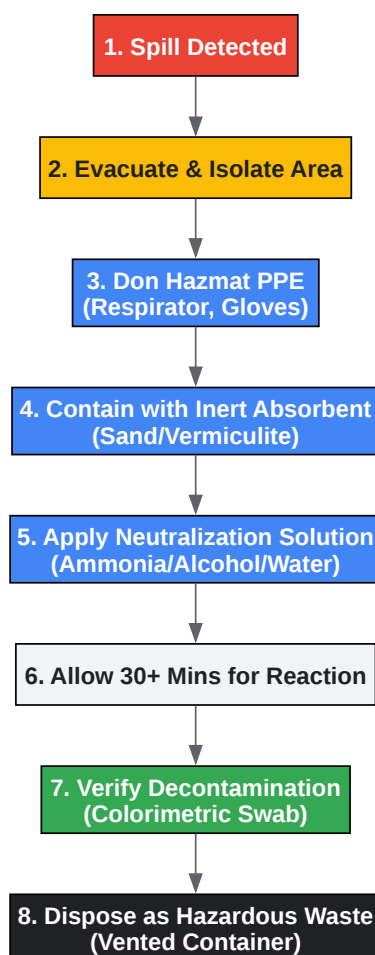 1. Spill Detected
2. Evacuate & Isolate Area
3. Don Hazmat PPE
(Respirator, Gloves)
4. Contain with Inert Absorbent
(Sand/Vermiculite)
5. Apply Neutralization Solution
(Ammonia/Alcohol/Water)
6. Allow 30+ Mins for Reaction
7. Verify Decontamination
(Colorimetric Swab)
8. Dispose as Hazardous Waste
(Vented Container)